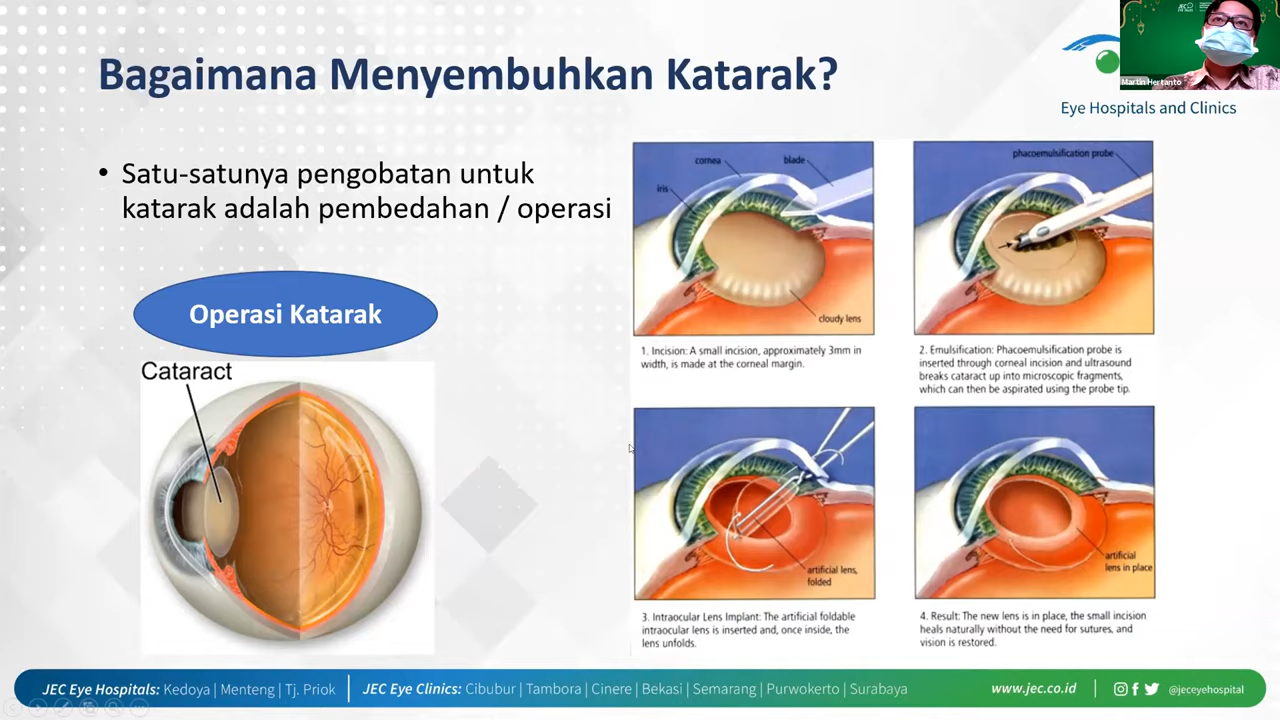 Bagaimana Menyembuhkan Katarak?
JEC
Martin Hertanto
Eye Hospitals and Clinics
• Satu-satunya pengobatan untuk
katarak adalah pembedahan / operasi
Operasi Katarak
Cataract
cornea
blade
iris
cloudy lens
1. Incision: A small incision, approximately 3mm in
width, is made at the corneal margin.
phacoemulsification probe
2. Emulsification: Phacoemulsification probe is
inserted through corneal incision and ultrasound
breaks cataract up into microscopic fragments,
which can then be aspirated using the probe tip.
artificial lens,
folded
3. Intraocular Lens Implant: The artificial foldable
intraocular lens is inserted and, once inside, the
lens unfolds.
artificial
lens in place
4. Result: The new lens is in place, the small incision
heals naturally without the need for sutures, and
vision is restored.
JEC Eye Hospitals: Kedoya | Menteng | Tj. Priok
JEC Eye Clinics: Cibubur | Tambora | Cinere | Bekasi | Semarang | Purwokerto | Surabaya
www.jec.co.id
@jeceyehospital